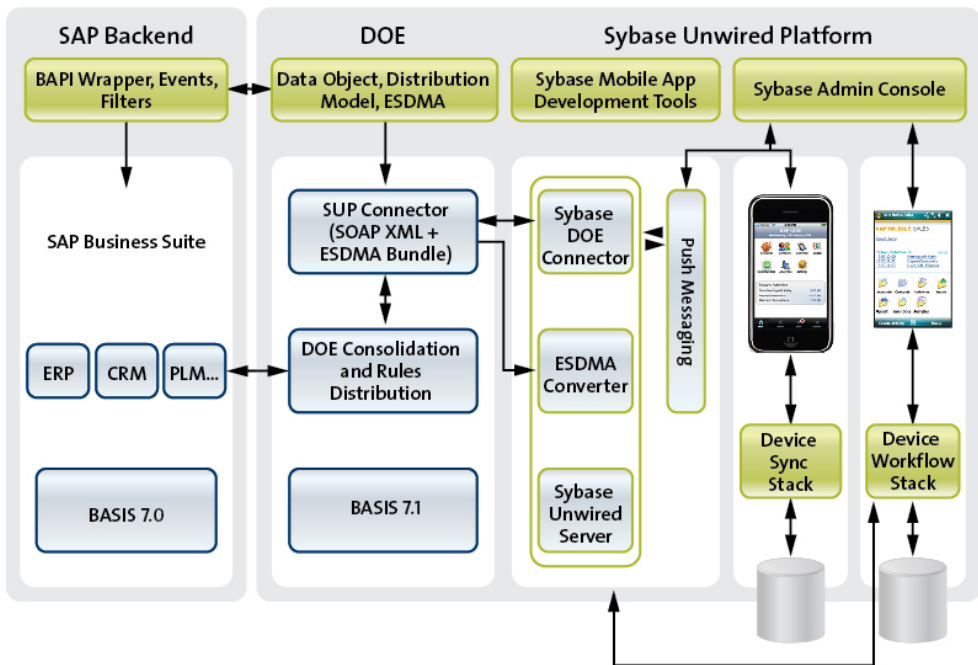 SAP Backend
DOE
Sybase Unwired Platform
BAPI Wrapper, Events,
Filters
Data Object, Distribution
Model, ESDMA
Sybase Mobile App
Development Tools
Sybase Admin Console
SAP Business Suite
SUP Connector
(SOAP XML +
ESDMA Bundle)
Sybase
DOE
Connector
Push Messaging
SAP MOBILE SALES
ERP
CRM
PLM...
DOE Consolidation
and Rules
Distribution
ESDMA
Converter
Device
Sync
Stack
Device
Workflow
Stack
BASIS 7.0
BASIS 7.1
Sybase
Unwired
Server